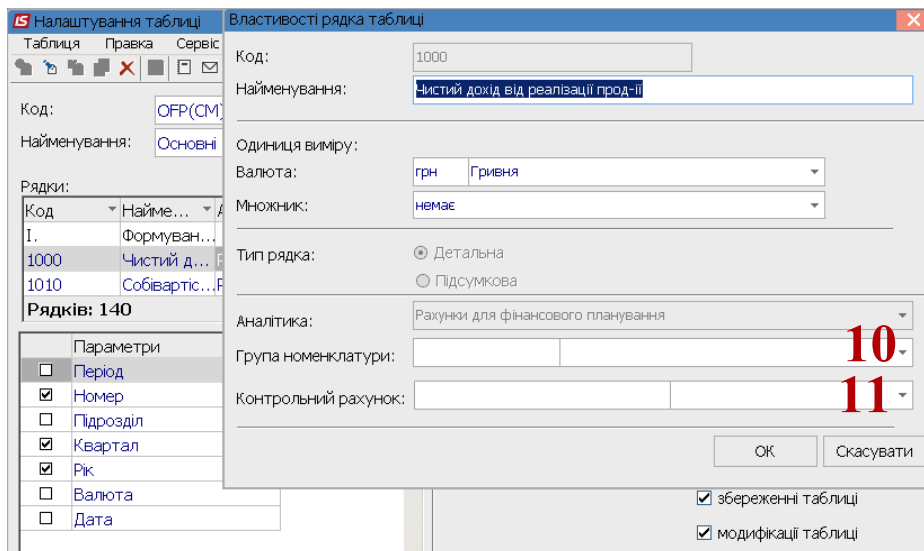 IS Налаштування таблиці
Таблиця Правка Сервіс
Код: OFP(CM)
Найменування: Основні
Рядки:
Код Найме...
I. Формуван...
1000 Чистий д...
1010 Собівартіс...
Рядків: 140
Параметри
Період
Номер
Підрозділ
Квартал
Рік
Валюта
Дата
Властивості рядка таблиці
Код: 1000
Найменування: Чистий дохід від реалізації прод-ії
Одиниця виміру:
Валюта: грн Гривня
Множник: немає
Тип рядка: Детальна
Підсумкова
Аналітика: Рахунки для фінансового планування
Група номенклатури: 10
Контрольний рахунок: 11
ОК Скасувати
збереженні таблиці
модифікації таблиці